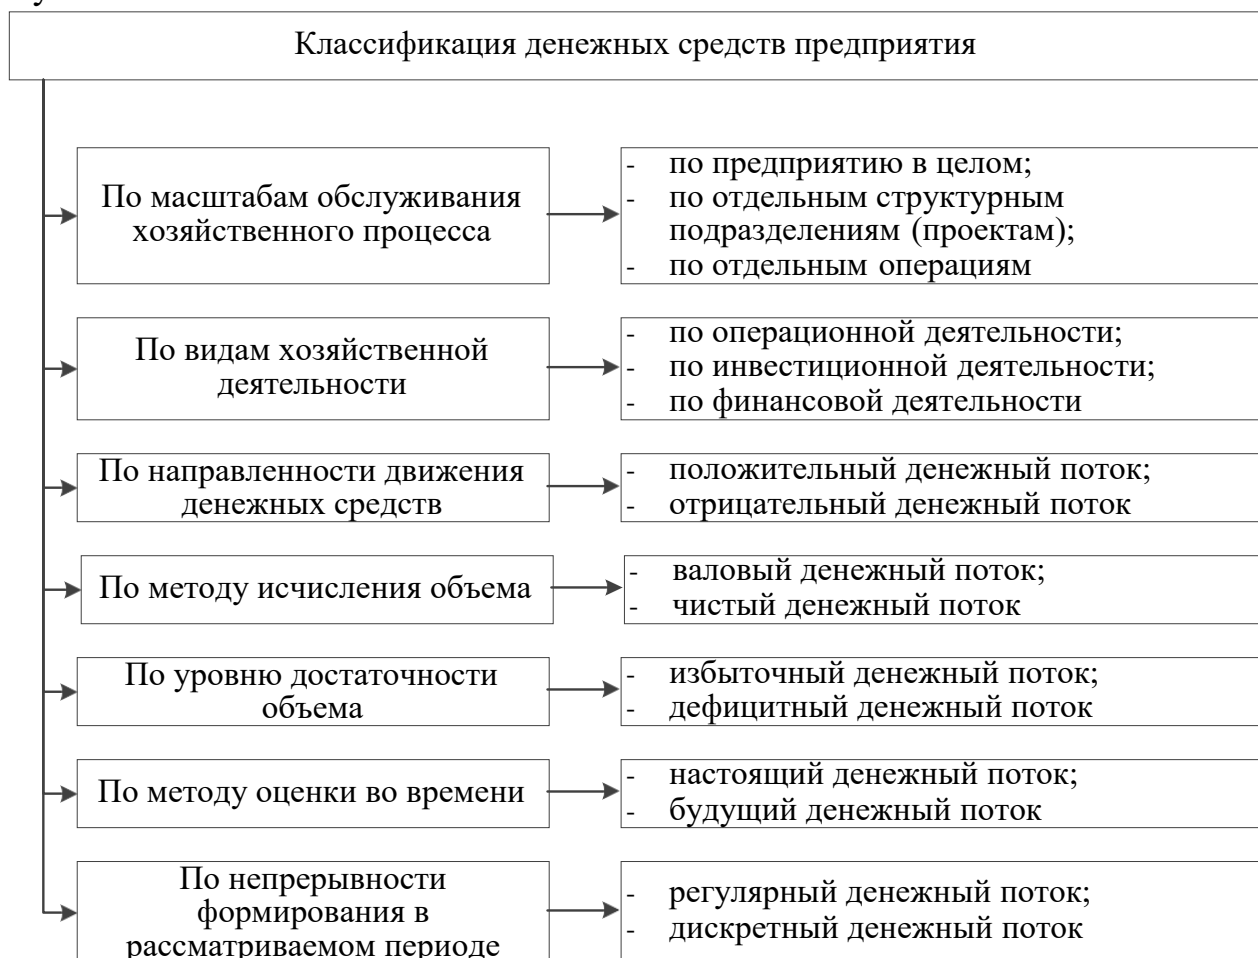 Классификация денежных средств предприятия
По масштабам обслуживания
хозяйственного процесса
- по предприятию в целом;
- по отдельным структурным
подразделениям (проектам);
- по отдельным операциям
По видам хозяйственной
деятельности
- по операционной деятельности;
- по инвестиционной деятельности;
- по финансовой деятельности
По направленности движения
денежных средств
- положительный денежный поток;
- отрицательный денежный поток
По методу исчисления объема
- валовый денежный поток;
- чистый денежный поток
По уровню достаточности
объема
- избыточный денежный поток;
- дефицитный денежный поток
По методу оценки во времени
- настоящий денежный поток;
- будущий денежный поток
По непрерывности
формирования в
рассматриваемом периоде
- регулярный денежный поток;
- дискретный денежный поток